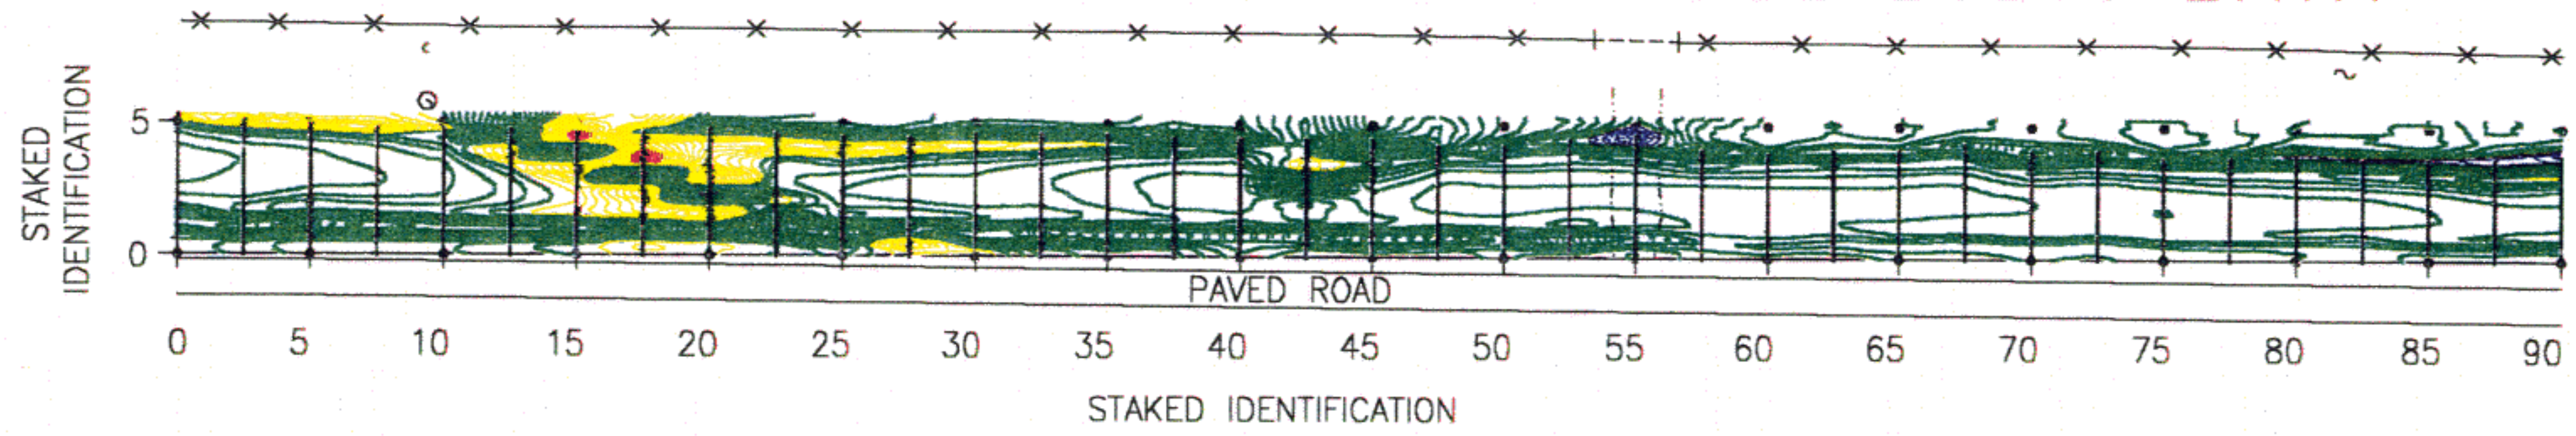 STAKED
IDENTIFICATION
5
0
PAVED ROAD
0 5 10 15 20 25 30 35 40 45 50 55 60 65 70 75 80 85 90
STAKED IDENTIFICATION